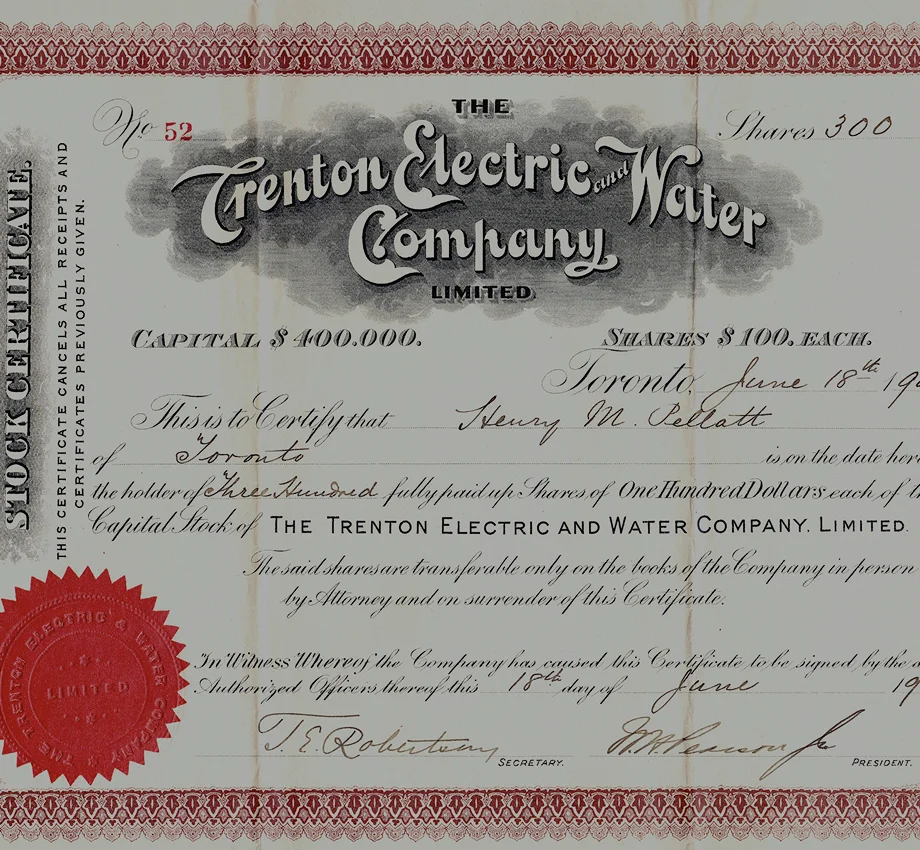 THE
No 52
Shares 300
Trenton Electric and Water
Company
LIMITED
CAPITAL $400.000.
SHARES $100. EACH.
Toronto, June 18th 19
This is to Certify that Henry M. Pellatt
of Toronto is on the date here
the holder of Three Hundred fully paid up Shares of One Hundred Dollars each of t
Capital Stock of THE TRENTON ELECTRIC AND WATER COMPANY. LIMITED.
The said shares are transferable only on the books of the Company in person
by Attorney and on surrender of this Certificate.
In Witness Whereof the Company has caused this Certificate to be signed by the
Authorized Officers thereof this 18th day of June 19
T. E. Robertson
W. H. Pearson Jr
SECRETARY.
PRESIDENT.
STOCK CERTIFICATE.
THIS CERTIFICATE CANCELS ALL RECEIPTS AND
CERTIFICATES PREVIOUSLY GIVEN.
THE TRENTON ELECTRIC & WATER COMPANY
LIMITED